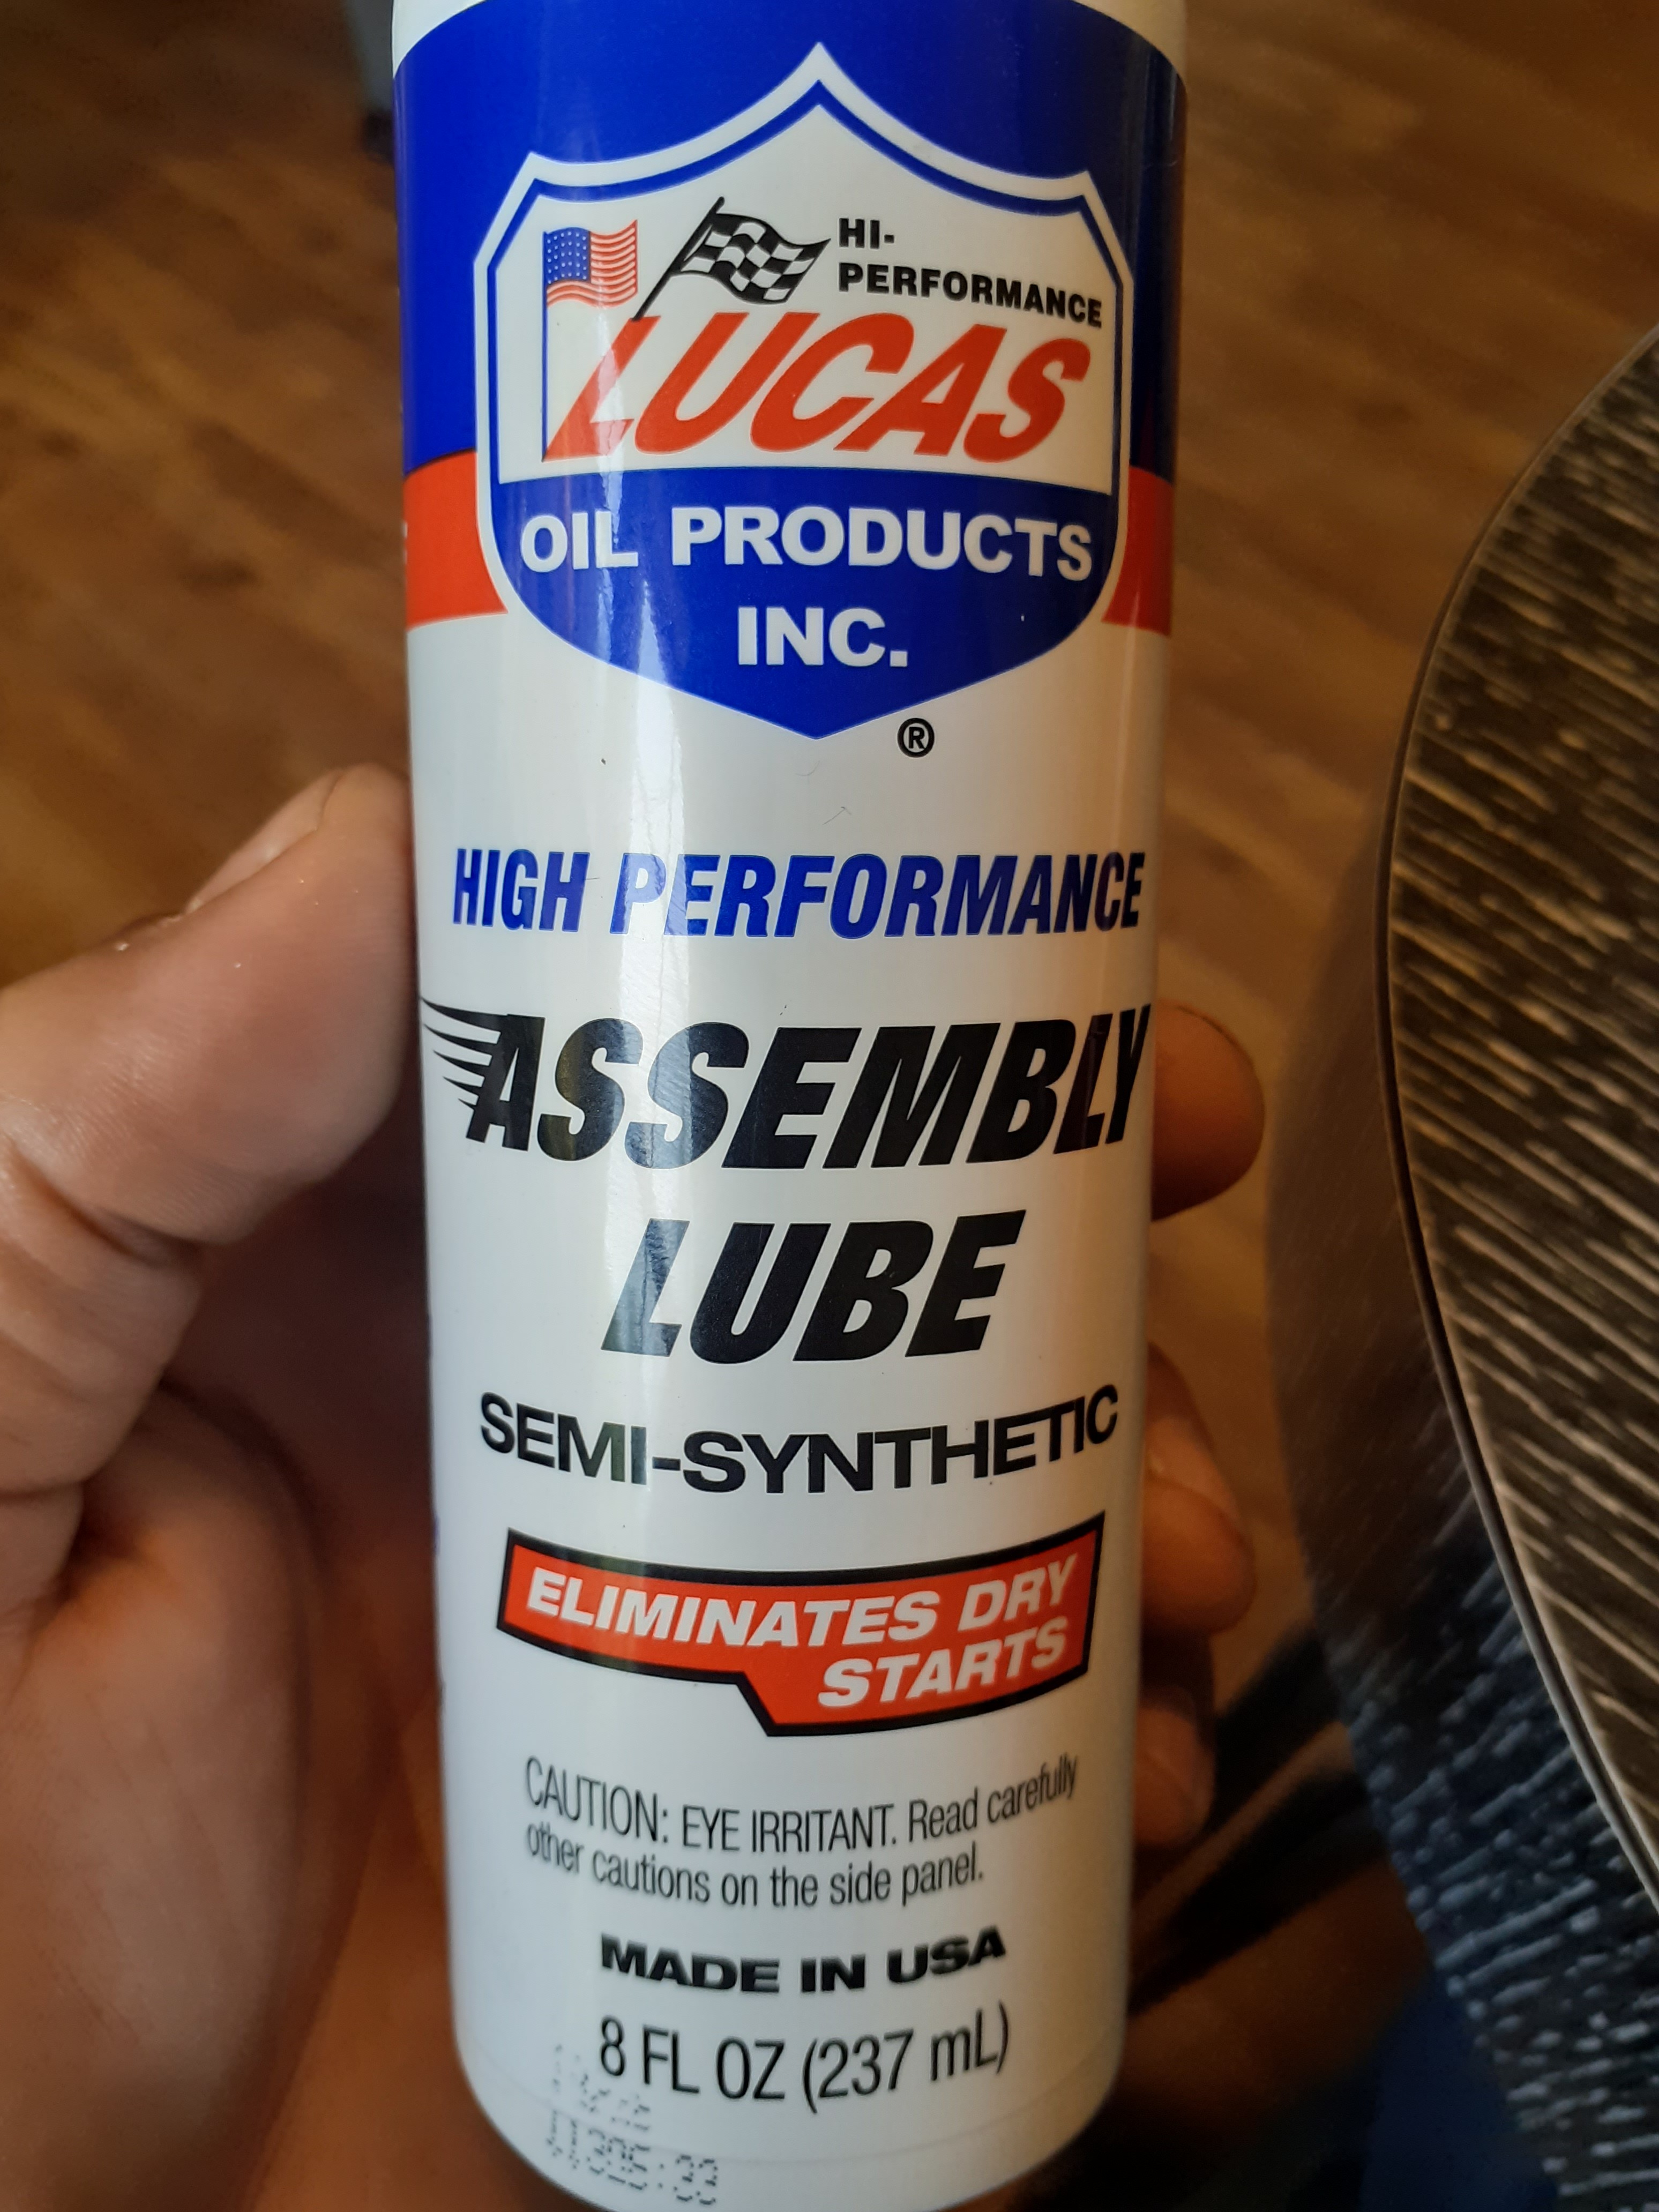 HI-
PERFORMANCE
LUCAS
OIL PRODUCTS
INC.
®
HIGH PERFORMANCE
ASSEMBLY
LUBE
SEMI-SYNTHETIC
ELIMINATES DRY
STARTS
CAUTION: EYE IRRITANT. Read carefully
other cautions on the side panel.
MADE IN USA
8 FL OZ (237 mL)